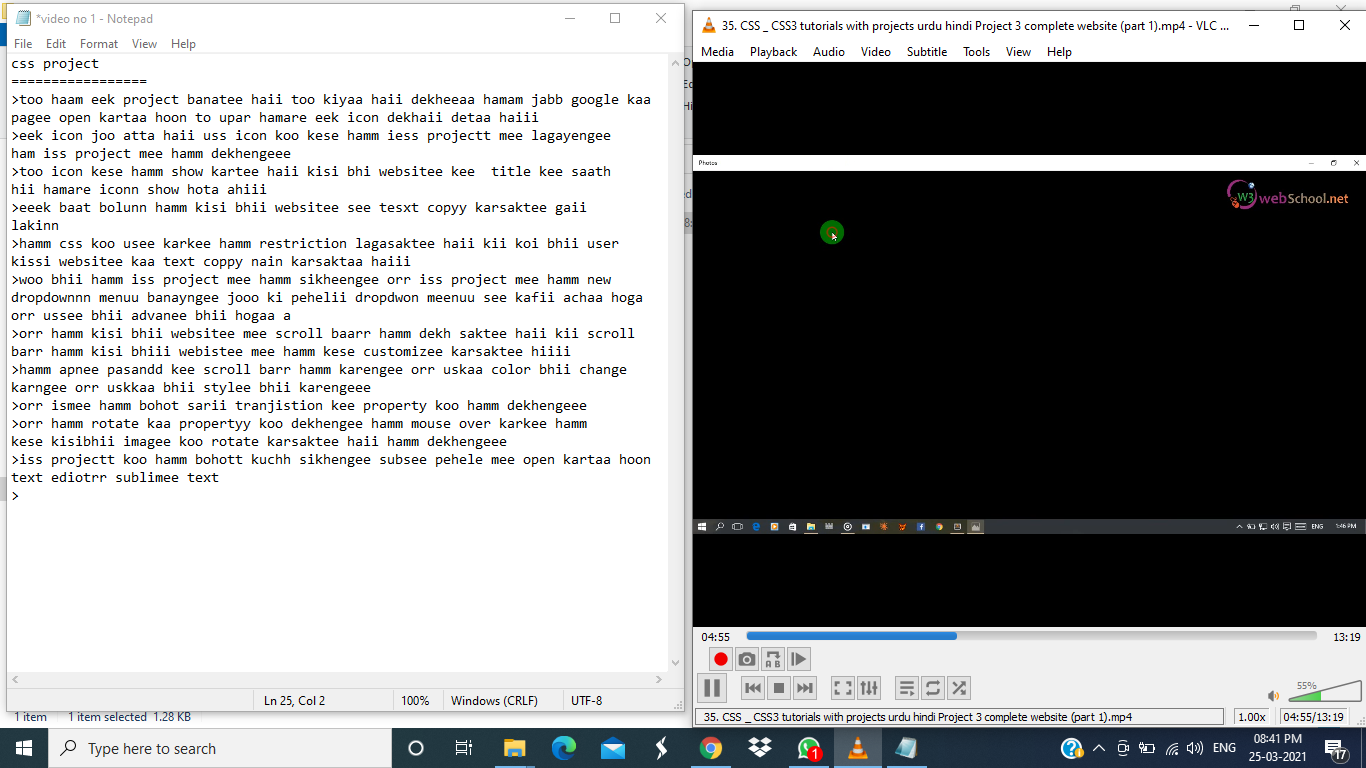 *video no 1 - Notepad
File Edit Format View Help
css project
=================
>too haam eek project banatee haii too kiyaa haii dekheeaa hamam jabb google kaa
pagee open kartaa hoon to upar hamare eek icon dekhaii detaa haiii
>eek icon joo atta haii uss icon koo kese hamm iess projectt mee lagayengee
ham iss project mee hamm dekhengeee
>too icon kese hamm show kartee haii kisi bhi websitee kee  title kee saath
hii hamare iconn show hota ahiii
>eeek baat bolunn hamm kisi bhii websitee see tesxt copyy karsaktee gaii
lakinn
>hamm css koo usee karkee hamm restriction lagasaktee haii kii koi bhii user
kissi websitee kaa text coppy nain karsaktaa haiii
>woo bhii hamm iss project mee hamm sikheengee orr iss project mee hamm new
dropdownnn menuu banayngee jooo ki pehelii dropdwon meenuu see kafii achaa hoga
orr ussee bhii advanee bhii hogaa a
>orr hamm kisi bhii websitee mee scroll baarr hamm dekh saktee haii kii scroll
barr hamm kisi bhiii webistee mee hamm kese customizee karsaktee hiiii
>hamm apnee pasandd kee scroll barr hamm karengee orr uskaa color bhii change
karngee orr uskkaa bhii stylee bhii karengeee
>orr ismee hamm bohot sarii tranjistion kee property koo hamm dekhengeee
>orr hamm rotate kaa propertyy koo dekhengee hamm mouse over karkee hamm
kese kisibhii imagee koo rotate karsaktee haii hamm dekhengeee
>iss projectt koo hamm bohott kuchh sikhengee subsee pehele mee open kartaa hoon
text ediotrr sublimee text
>
Ln 25, Col 2 100% Windows (CRLF) UTF-8
1 item 1 item selected 1.28 KB
35. CSS _ CSS3 tutorials with projects urdu hindi Project 3 complete website (part 1).mp4 - VLC ...
Media Playback Audio Video Subtitle Tools View Help
Photos
W3 webSchool.net
ENG 1:46 PM
04:55 13:19
A B
55%
35. CSS _ CSS3 tutorials with projects urdu hindi Project 3 complete website (part 1).mp4 1.00x 04:55/13:19
Type here to search
1
ENG
08:41 PM
25-03-2021
17